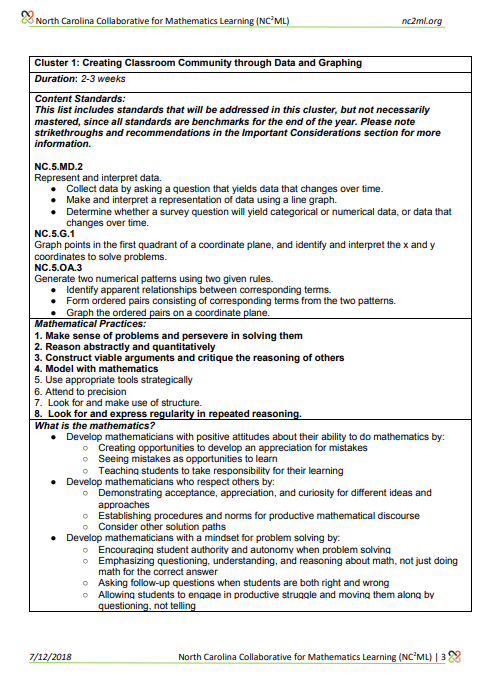 North Carolina Collaborative for Mathematics Learning (NC²ML) nc2ml.org
Cluster 1: Creating Classroom Community through Data and Graphing
Duration: 2-3 weeks
Content Standards:
This list includes standards that will be addressed in this cluster, but not necessarily
mastered, since all standards are benchmarks for the end of the year. Please note
strikethroughs and recommendations in the Important Considerations section for more
information.
NC.5.MD.2
Represent and interpret data.
● Collect data by asking a question that yields data that changes over time.
● Make and interpret a representation of data using a line graph.
● Determine whether a survey question will yield categorical or numerical data, or data that
changes over time.
NC.5.G.1
Graph points in the first quadrant of a coordinate plane, and identify and interpret the x and y
coordinates to solve problems.
NC.5.OA.3
Generate two numerical patterns using two given rules.
● Identify apparent relationships between corresponding terms.
● Form ordered pairs consisting of corresponding terms from the two patterns.
● Graph the ordered pairs on a coordinate plane.
Mathematical Practices:
1. Make sense of problems and persevere in solving them
2. Reason abstractly and quantitatively
3. Construct viable arguments and critique the reasoning of others
4. Model with mathematics
5. Use appropriate tools strategically
6. Attend to precision
7. Look for and make use of structure.
8. Look for and express regularity in repeated reasoning.
What is the mathematics?
● Develop mathematicians with positive attitudes about their ability to do mathematics by:
○ Creating opportunities to develop an appreciation for mistakes
○ Seeing mistakes as opportunities to learn
○ Teaching students to take responsibility for their learning
● Develop mathematicians who respect others by:
○ Demonstrating acceptance, appreciation, and curiosity for different ideas and
approaches
○ Establishing procedures and norms for productive mathematical discourse
○ Consider other solution paths
● Develop mathematicians with a mindset for problem solving by:
○ Encouraging student authority and autonomy when problem solving
○ Emphasizing questioning, understanding, and reasoning about math, not just doing
math for the correct answer
○ Asking follow-up questions when students are both right and wrong
○ Allowing students to engage in productive struggle and moving them along by
questioning, not telling
7/12/2018 North Carolina Collaborative for Mathematics Learning (NC²ML) | 3